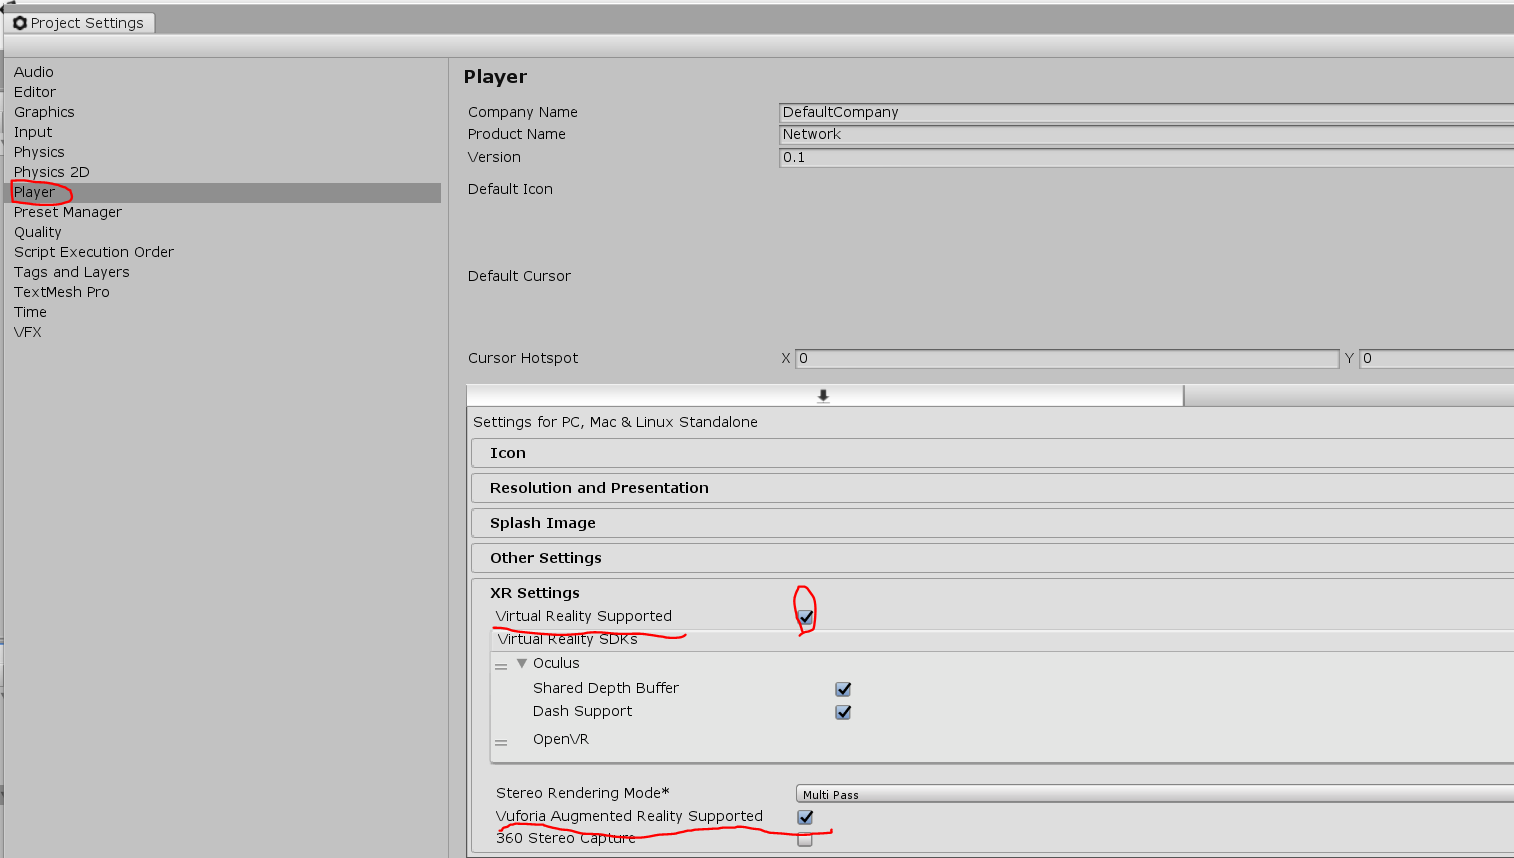 Project Settings
Audio
Editor
Graphics
Input
Physics
Physics 2D
Player
Preset Manager
Quality
Script Execution Order
Tags and Layers
TextMesh Pro
Time
VFX
Player
Company Name DefaultCompany
Product Name Network
Version 0.1
Default Icon
Default Cursor
Cursor Hotspot X 0 Y 0
Settings for PC, Mac & Linux Standalone
Icon
Resolution and Presentation
Splash Image
Other Settings
XR Settings
Virtual Reality Supported
Virtual Reality SDKs
Oculus
Shared Depth Buffer
Dash Support
OpenVR
Stereo Rendering Mode* Multi Pass
Vuforia Augmented Reality Supported
360 Stereo Capture